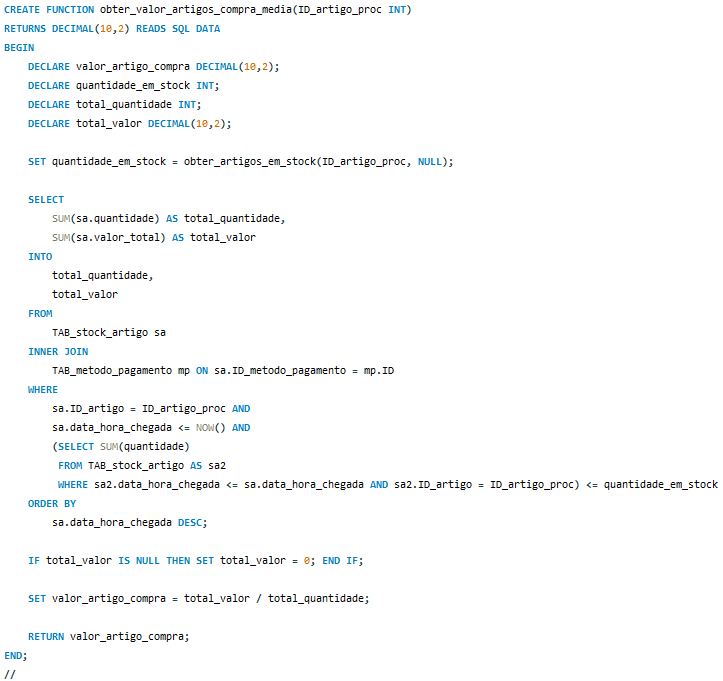 CREATE FUNCTION obter_valor_artigos_compra_media(ID_artigo_proc INT)
RETURNS DECIMAL(10,2) READS SQL DATA
BEGIN
    DECLARE valor_artigo_compra DECIMAL(10,2);
    DECLARE quantidade_em_stock INT;
    DECLARE total_quantidade INT;
    DECLARE total_valor DECIMAL(10,2);

    SET quantidade_em_stock = obter_artigos_em_stock(ID_artigo_proc, NULL);

    SELECT
        SUM(sa.quantidade) AS total_quantidade,
        SUM(sa.valor_total) AS total_valor
    INTO
        total_quantidade,
        total_valor
    FROM
        TAB_stock_artigo sa
    INNER JOIN
        TAB_metodo_pagamento mp ON sa.ID_metodo_pagamento = mp.ID
    WHERE
        sa.ID_artigo = ID_artigo_proc AND
        sa.data_hora_chegada <= NOW() AND
        (SELECT SUM(quantidade)
         FROM TAB_stock_artigo AS sa2
         WHERE sa2.data_hora_chegada <= sa.data_hora_chegada AND sa2.ID_artigo = ID_artigo_proc) <= quantidade_em_stock
    ORDER BY
        sa.data_hora_chegada DESC;

    IF total_valor IS NULL THEN SET total_valor = 0; END IF;

    SET valor_artigo_compra = total_valor / total_quantidade;

    RETURN valor_artigo_compra;
END;
//